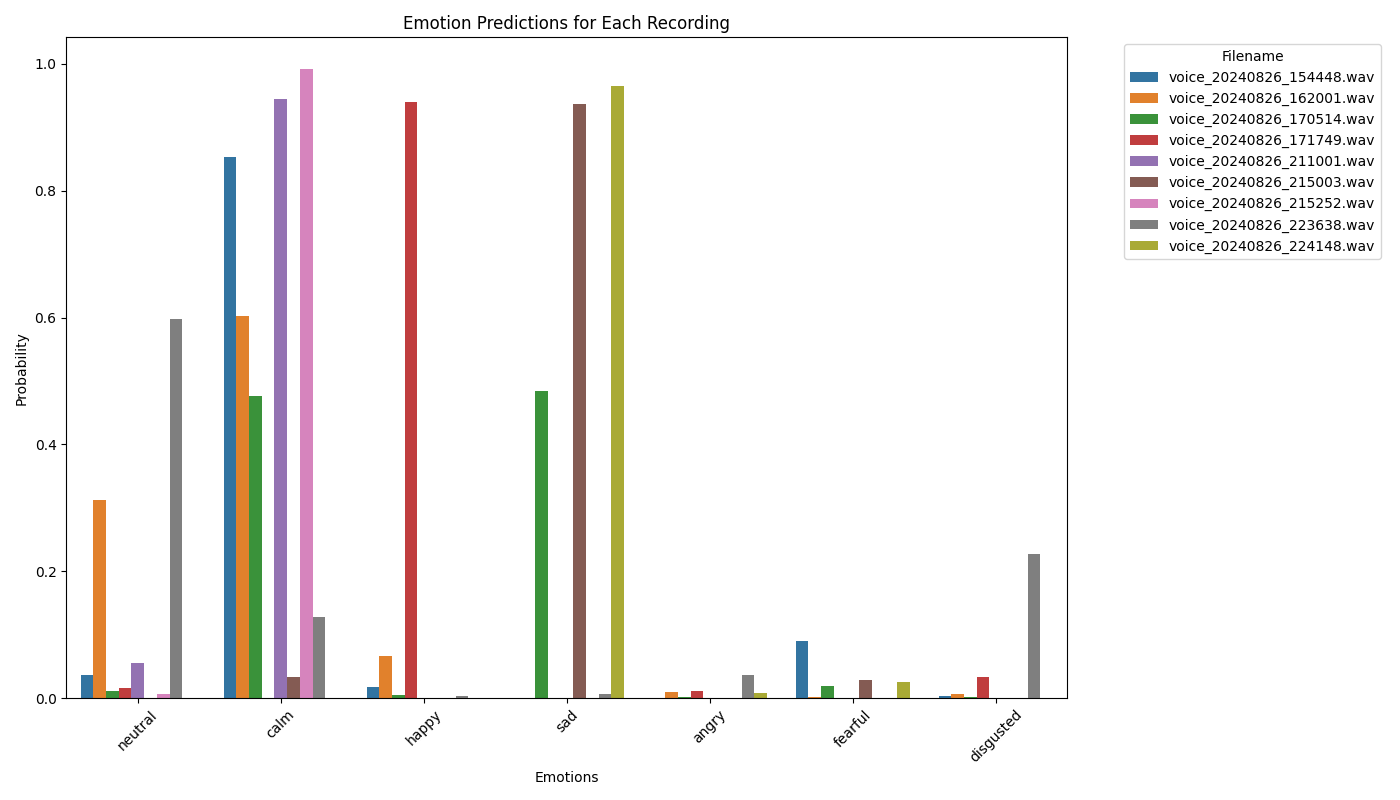 Emotion Predictions for Each Recording
Filename
voice_20240826_154448.wav
voice_20240826_162001.wav
voice_20240826_170514.wav
voice_20240826_171749.wav
voice_20240826_211001.wav
voice_20240826_215003.wav
voice_20240826_215252.wav
voice_20240826_223638.wav
voice_20240826_224148.wav
Probability
1.0
0.8
0.6
0.4
0.2
0.0
neutral
calm
happy
sad
angry
fearful
disgusted
Emotions